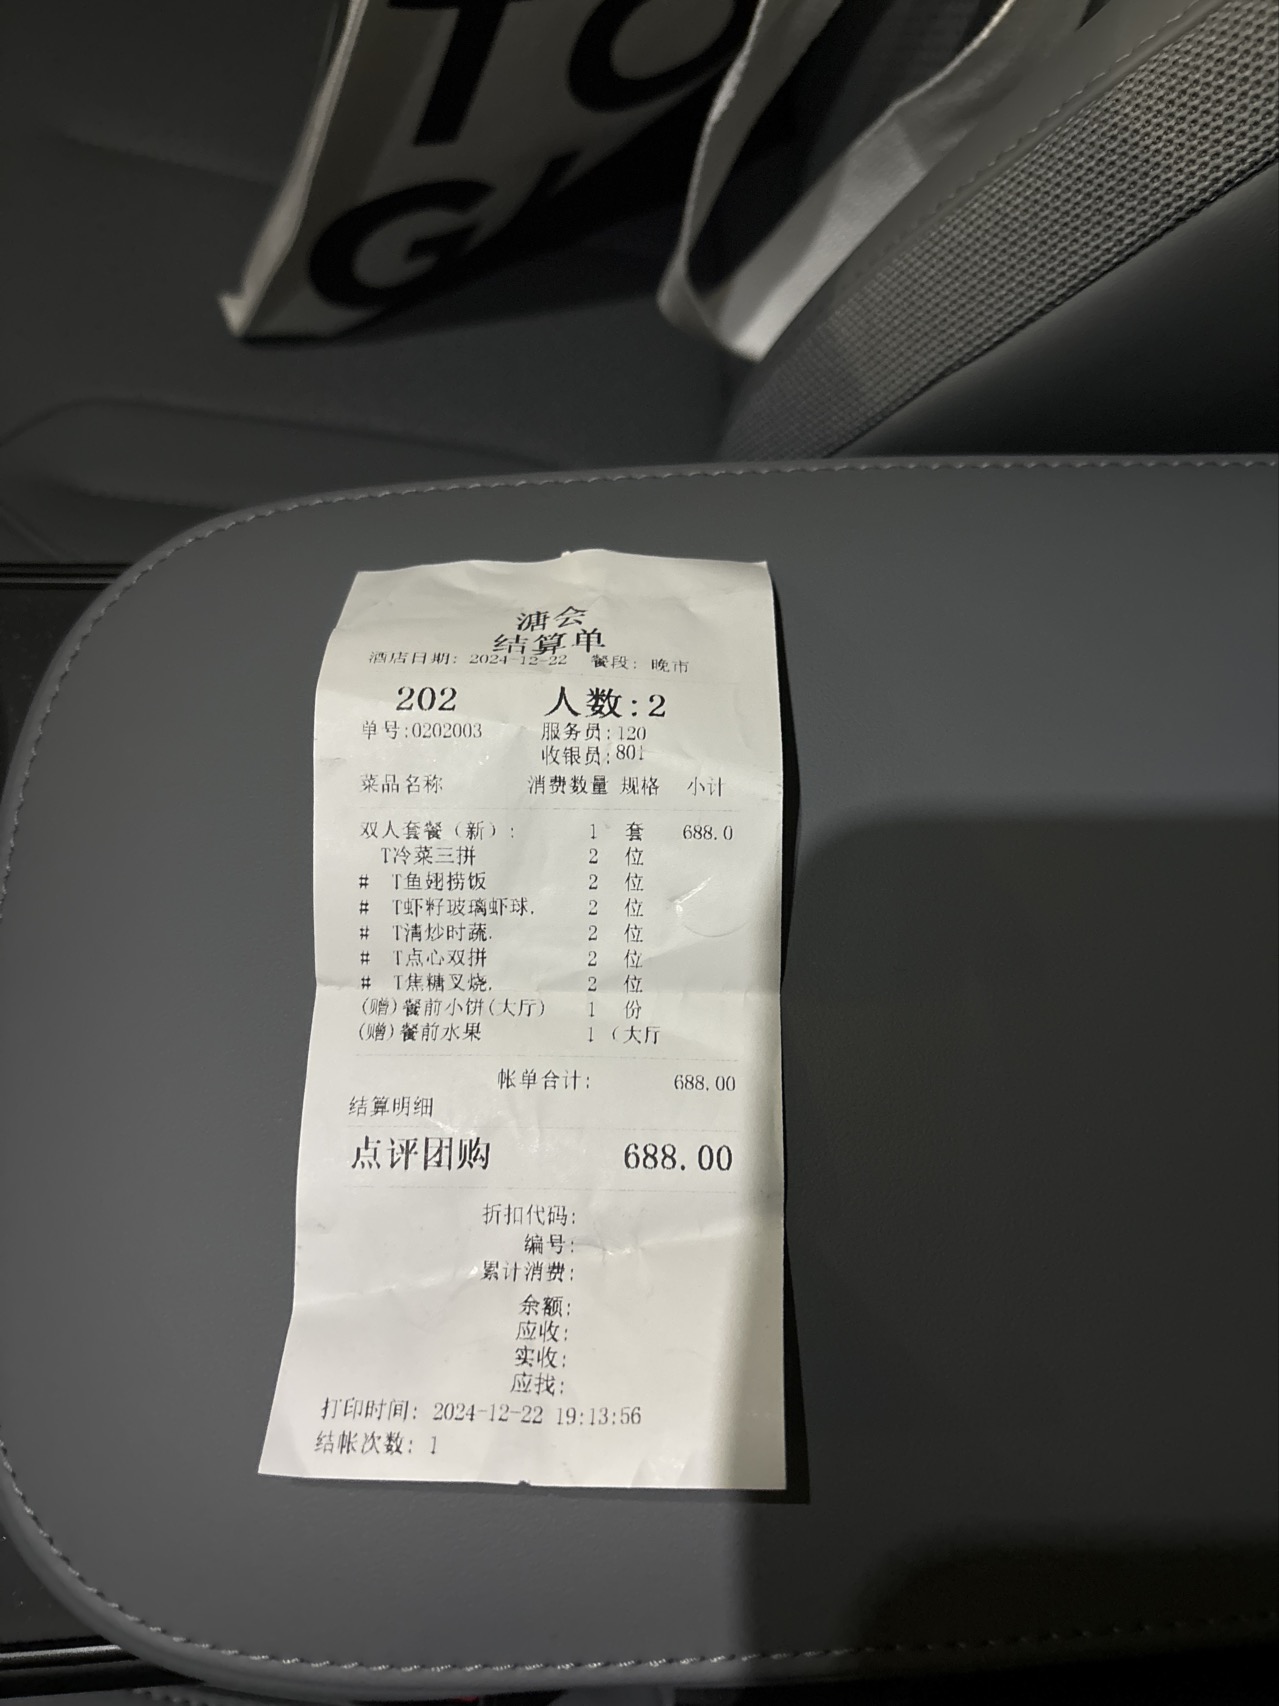 TO
G
溏会
结算单
酒店日期: 2024-12-22 餐段: 晚市
202 人数:2
单号:0202003 服务员:120
收银员:801
菜品名称 消费数量 规格 小计
双人套餐（新）: 1 套 688.0
T冷菜三拼 2 位
# T鱼翅捞饭 2 位
# T虾籽玻璃虾球. 2 位
# T清炒时蔬. 2 位
# T点心双拼 2 位
# T焦糖叉烧. 2 位
(赠)餐前小饼(大厅) 1 份
(赠)餐前水果 1 (大厅
帐单合计: 688.00
结算明细
点评团购 688.00
折扣代码:
编号:
累计消费:
余额:
应收:
实收:
应找:
打印时间: 2024-12-22 19:13:56
结帐次数: 1